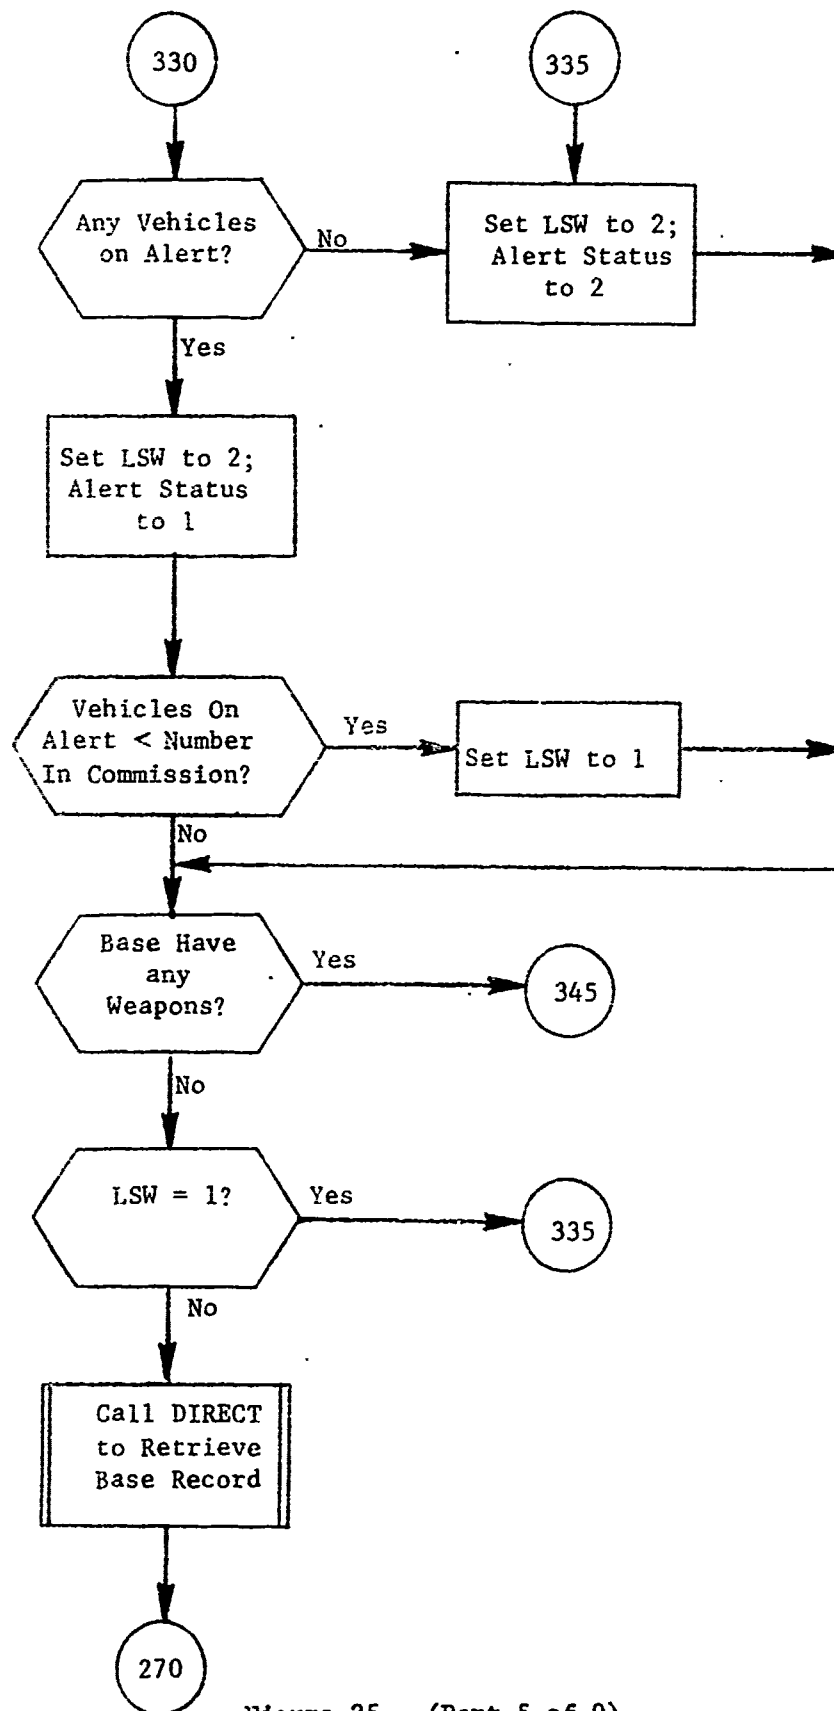 330
335
Any Vehicles
on Alert?
No
Set LSW to 2;
Alert Status
to 2
Yes
Set LSW to 2;
Alert Status
to 1
Vehicles On
Alert < Number
In Commission?
Yes
Set LSW to 1
No
Base Have
any
Weapons?
Yes
345
No
LSW = 1?
Yes
335
No
Call DIRECT
to Retrieve
Base Record
270
(Part 5 of 9)